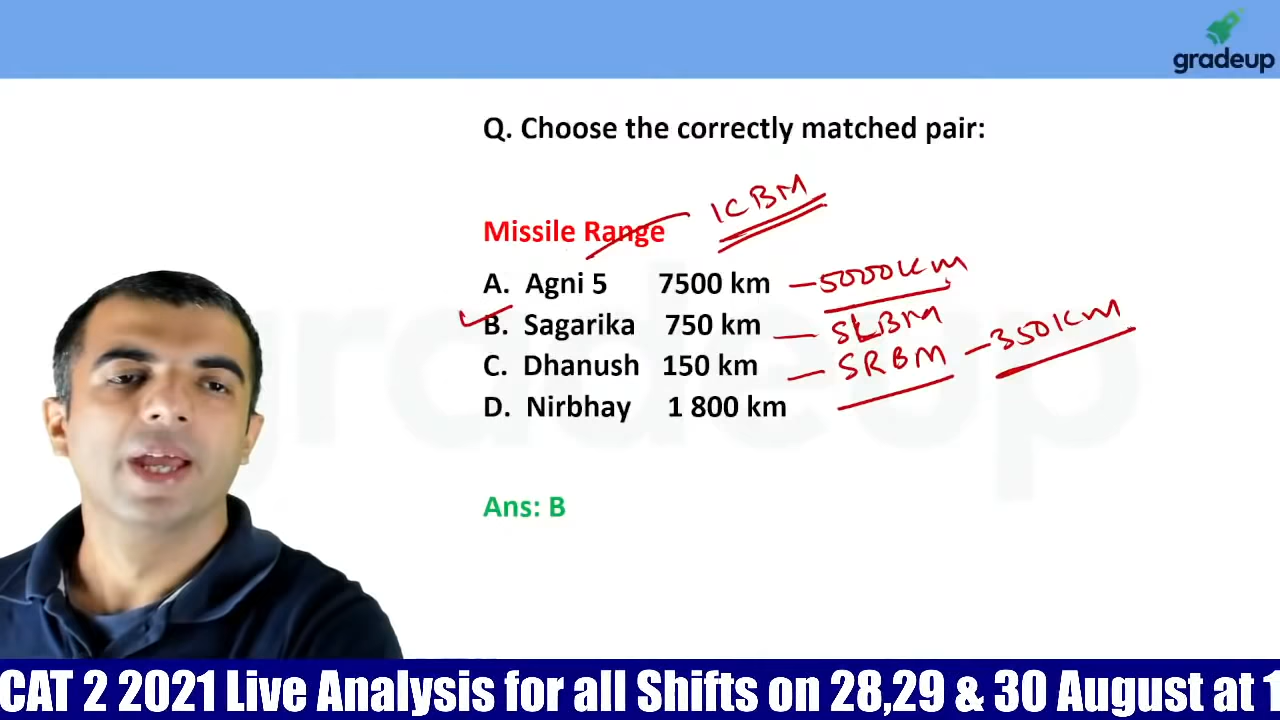 gradeup
Q. Choose the correctly matched pair:
ICBM
Missile Range
A. Agni 5 7500 km – 5000KM
B. Sagarika 750 km – SLBM
C. Dhanush 150 km – SRBM – 350KM
D. Nirbhay 1 800 km
gradeup
Ans: B
CAT 2 2021 Live Analysis for all Shifts on 28,29 & 30 August at 1